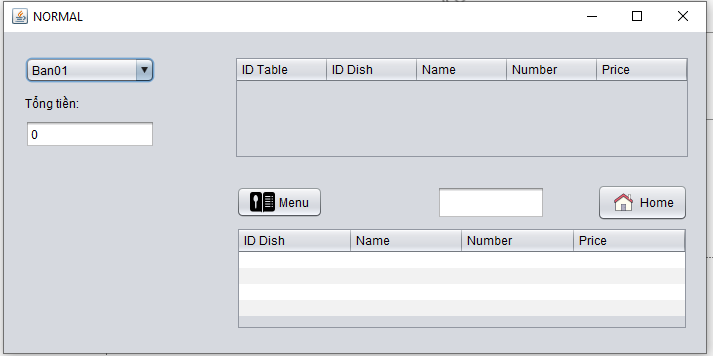 NORMAL
Ban01
Tổng tiền:
0
ID Table ID Dish Name Number Price
Menu
Home
ID Dish Name Number Price